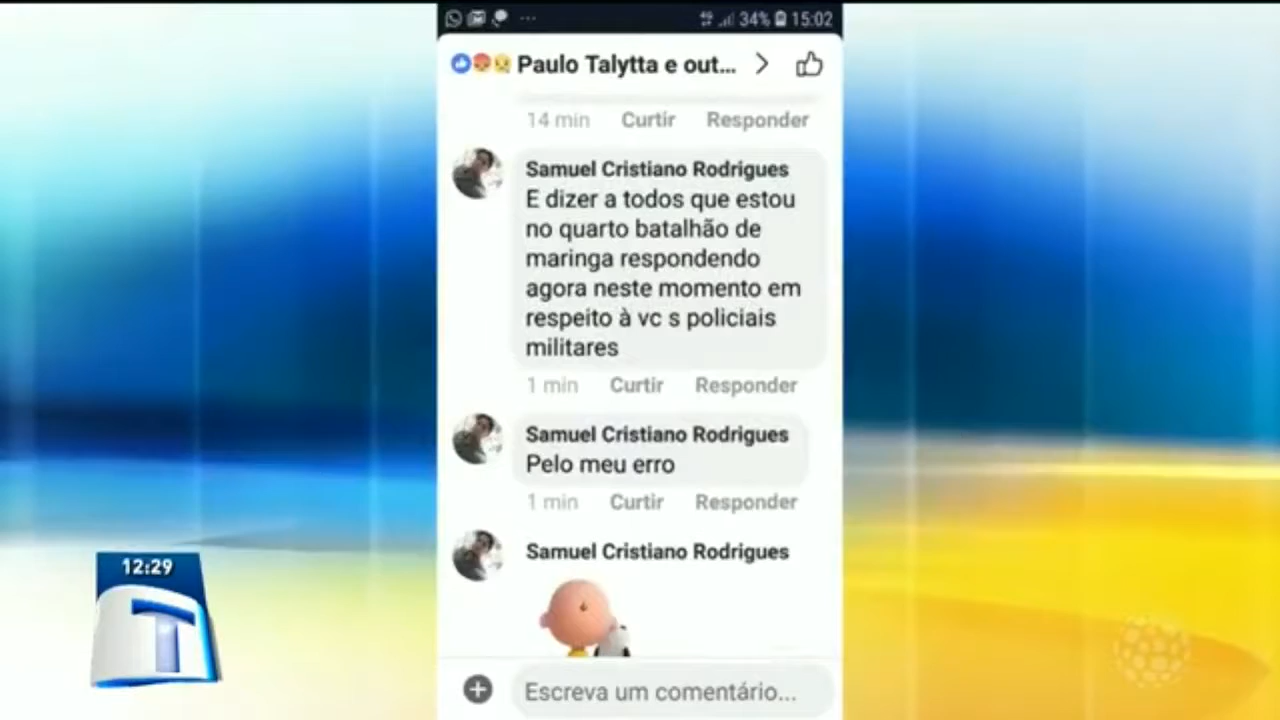 34% 15:02
Paulo Talytta e out...
14 min Curtir Responder
Samuel Cristiano Rodrigues
E dizer a todos que estou
no quarto batalhão de
maringa respondendo
agora neste momento em
respeito à vc s policiais
militares
1 min Curtir Responder
Samuel Cristiano Rodrigues
Pelo meu erro
1 min Curtir Responder
Samuel Cristiano Rodrigues
Escreva um comentário...
12:29
T